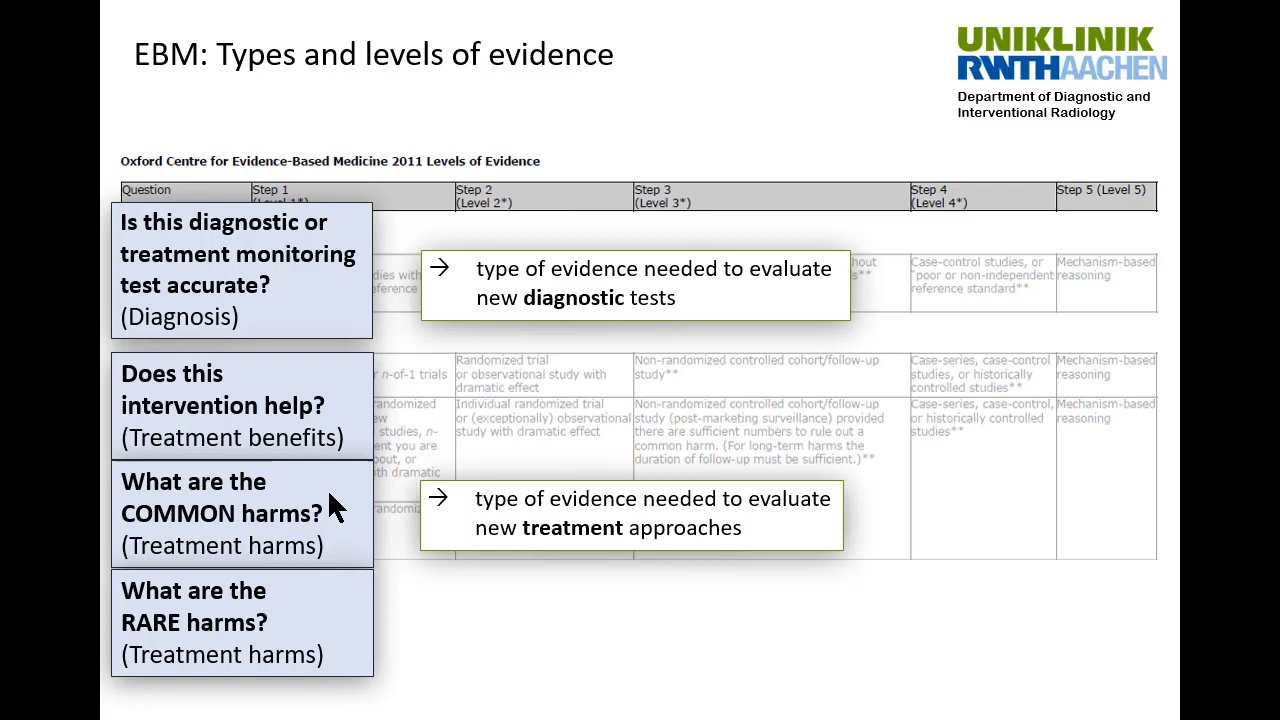 EBM: Types and levels of evidence
UNIKLINIK
RWTHAACHEN
Department of Diagnostic and
Interventional Radiology
Oxford Centre for Evidence-Based Medicine 2011 Levels of Evidence
Question
Step 1
Step 2
(Level 2*)
Step 3
(Level 3*)
Step 4
(Level 4*)
Step 5 (Level 5)
Is this diagnostic or
treatment monitoring
test accurate?
(Diagnosis)
→ type of evidence needed to evaluate
new diagnostic tests
Case-control studies, or
"poor or non-independent
reference standard**
Mechanism-based
reasoning
Does this
intervention help?
(Treatment benefits)
n-of-1 trials
Randomized trial
or observational study with
dramatic effect
Non-randomized controlled cohort/follow-up
study**
Case-series, case-control
studies, or historically
controlled studies**
Mechanism-based
reasoning
studies, n-
ent you are
or
dramatic
Individual randomized trial
or (exceptionally) observational
study with dramatic effect
Non-randomized controlled cohort/follow-up
study (post-marketing surveillance) provided
there are sufficient numbers to rule out a
common harm. (For long-term harms the
duration of follow-up must be sufficient.)**
Case-series, case-control,
or historically controlled
studies**
Mechanism-based
reasoning
What are the
COMMON harms?
(Treatment harms)
→ type of evidence needed to evaluate
new treatment approaches
What are the
RARE harms?
(Treatment harms)